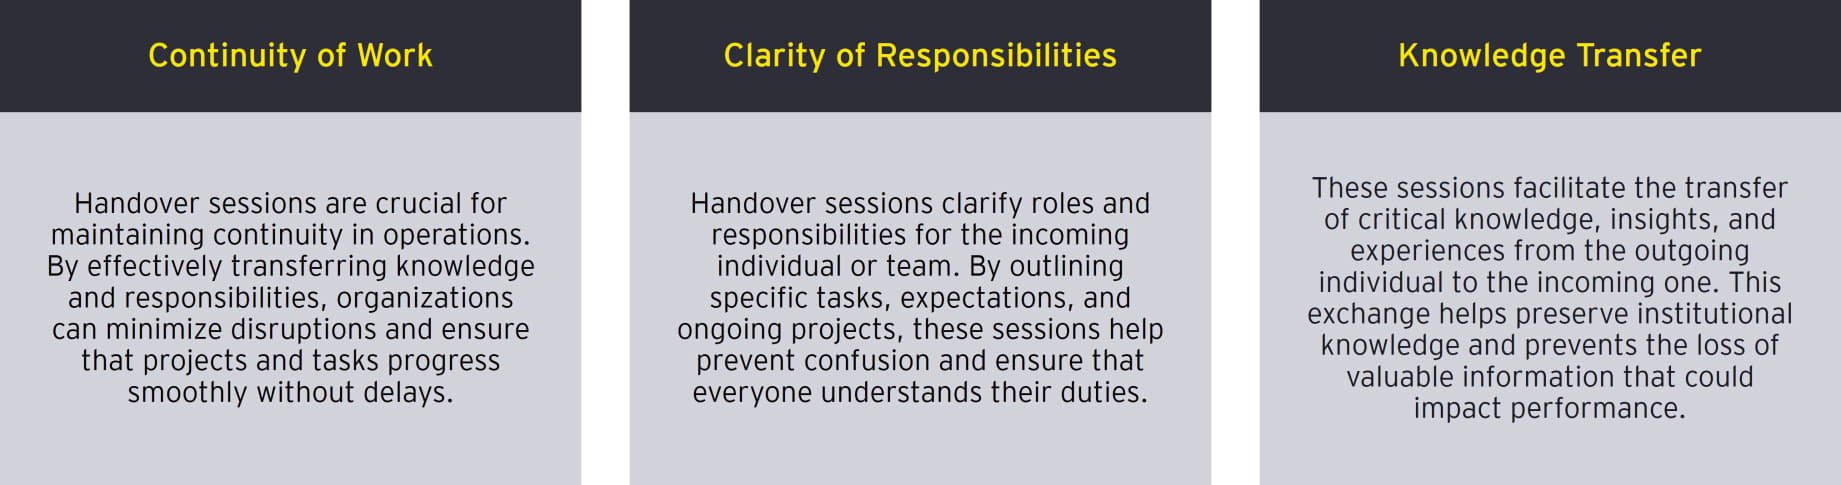 Continuity of Work
Handover sessions are crucial for
maintaining continuity in operations.
By effectively transferring knowledge
and responsibilities, organizations
can minimize disruptions and ensure
that projects and tasks progress
smoothly without delays.
Clarity of Responsibilities
Handover sessions clarify roles and
responsibilities for the incoming
individual or team. By outlining
specific tasks, expectations, and
ongoing projects, these sessions help
prevent confusion and ensure that
everyone understands their duties.
Knowledge Transfer
These sessions facilitate the transfer
of critical knowledge, insights, and
experiences from the outgoing
individual to the incoming one. This
exchange helps preserve institutional
knowledge and prevents the loss of
valuable information that could
impact performance.